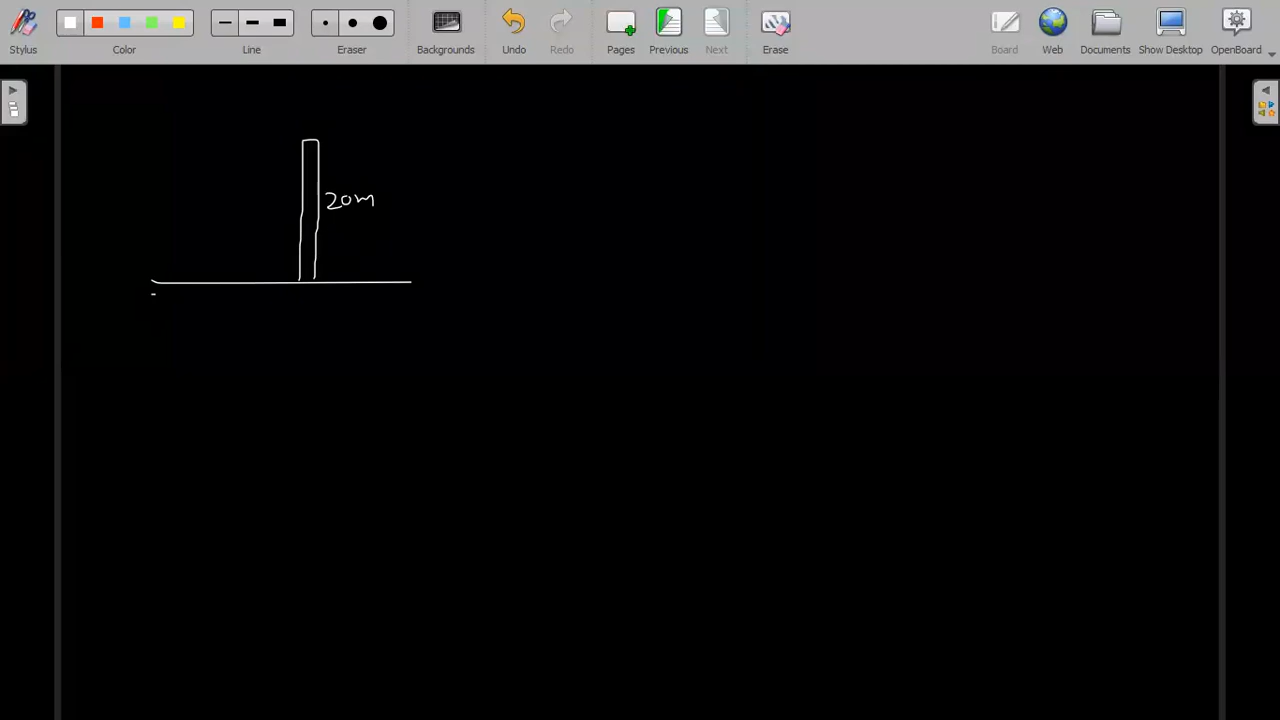 Stylus
Color
Line
Eraser
Backgrounds
Undo
Redo
Pages
Previous
Next
Erase
Board
Web
Documents
Show Desktop
OpenBoard
20m